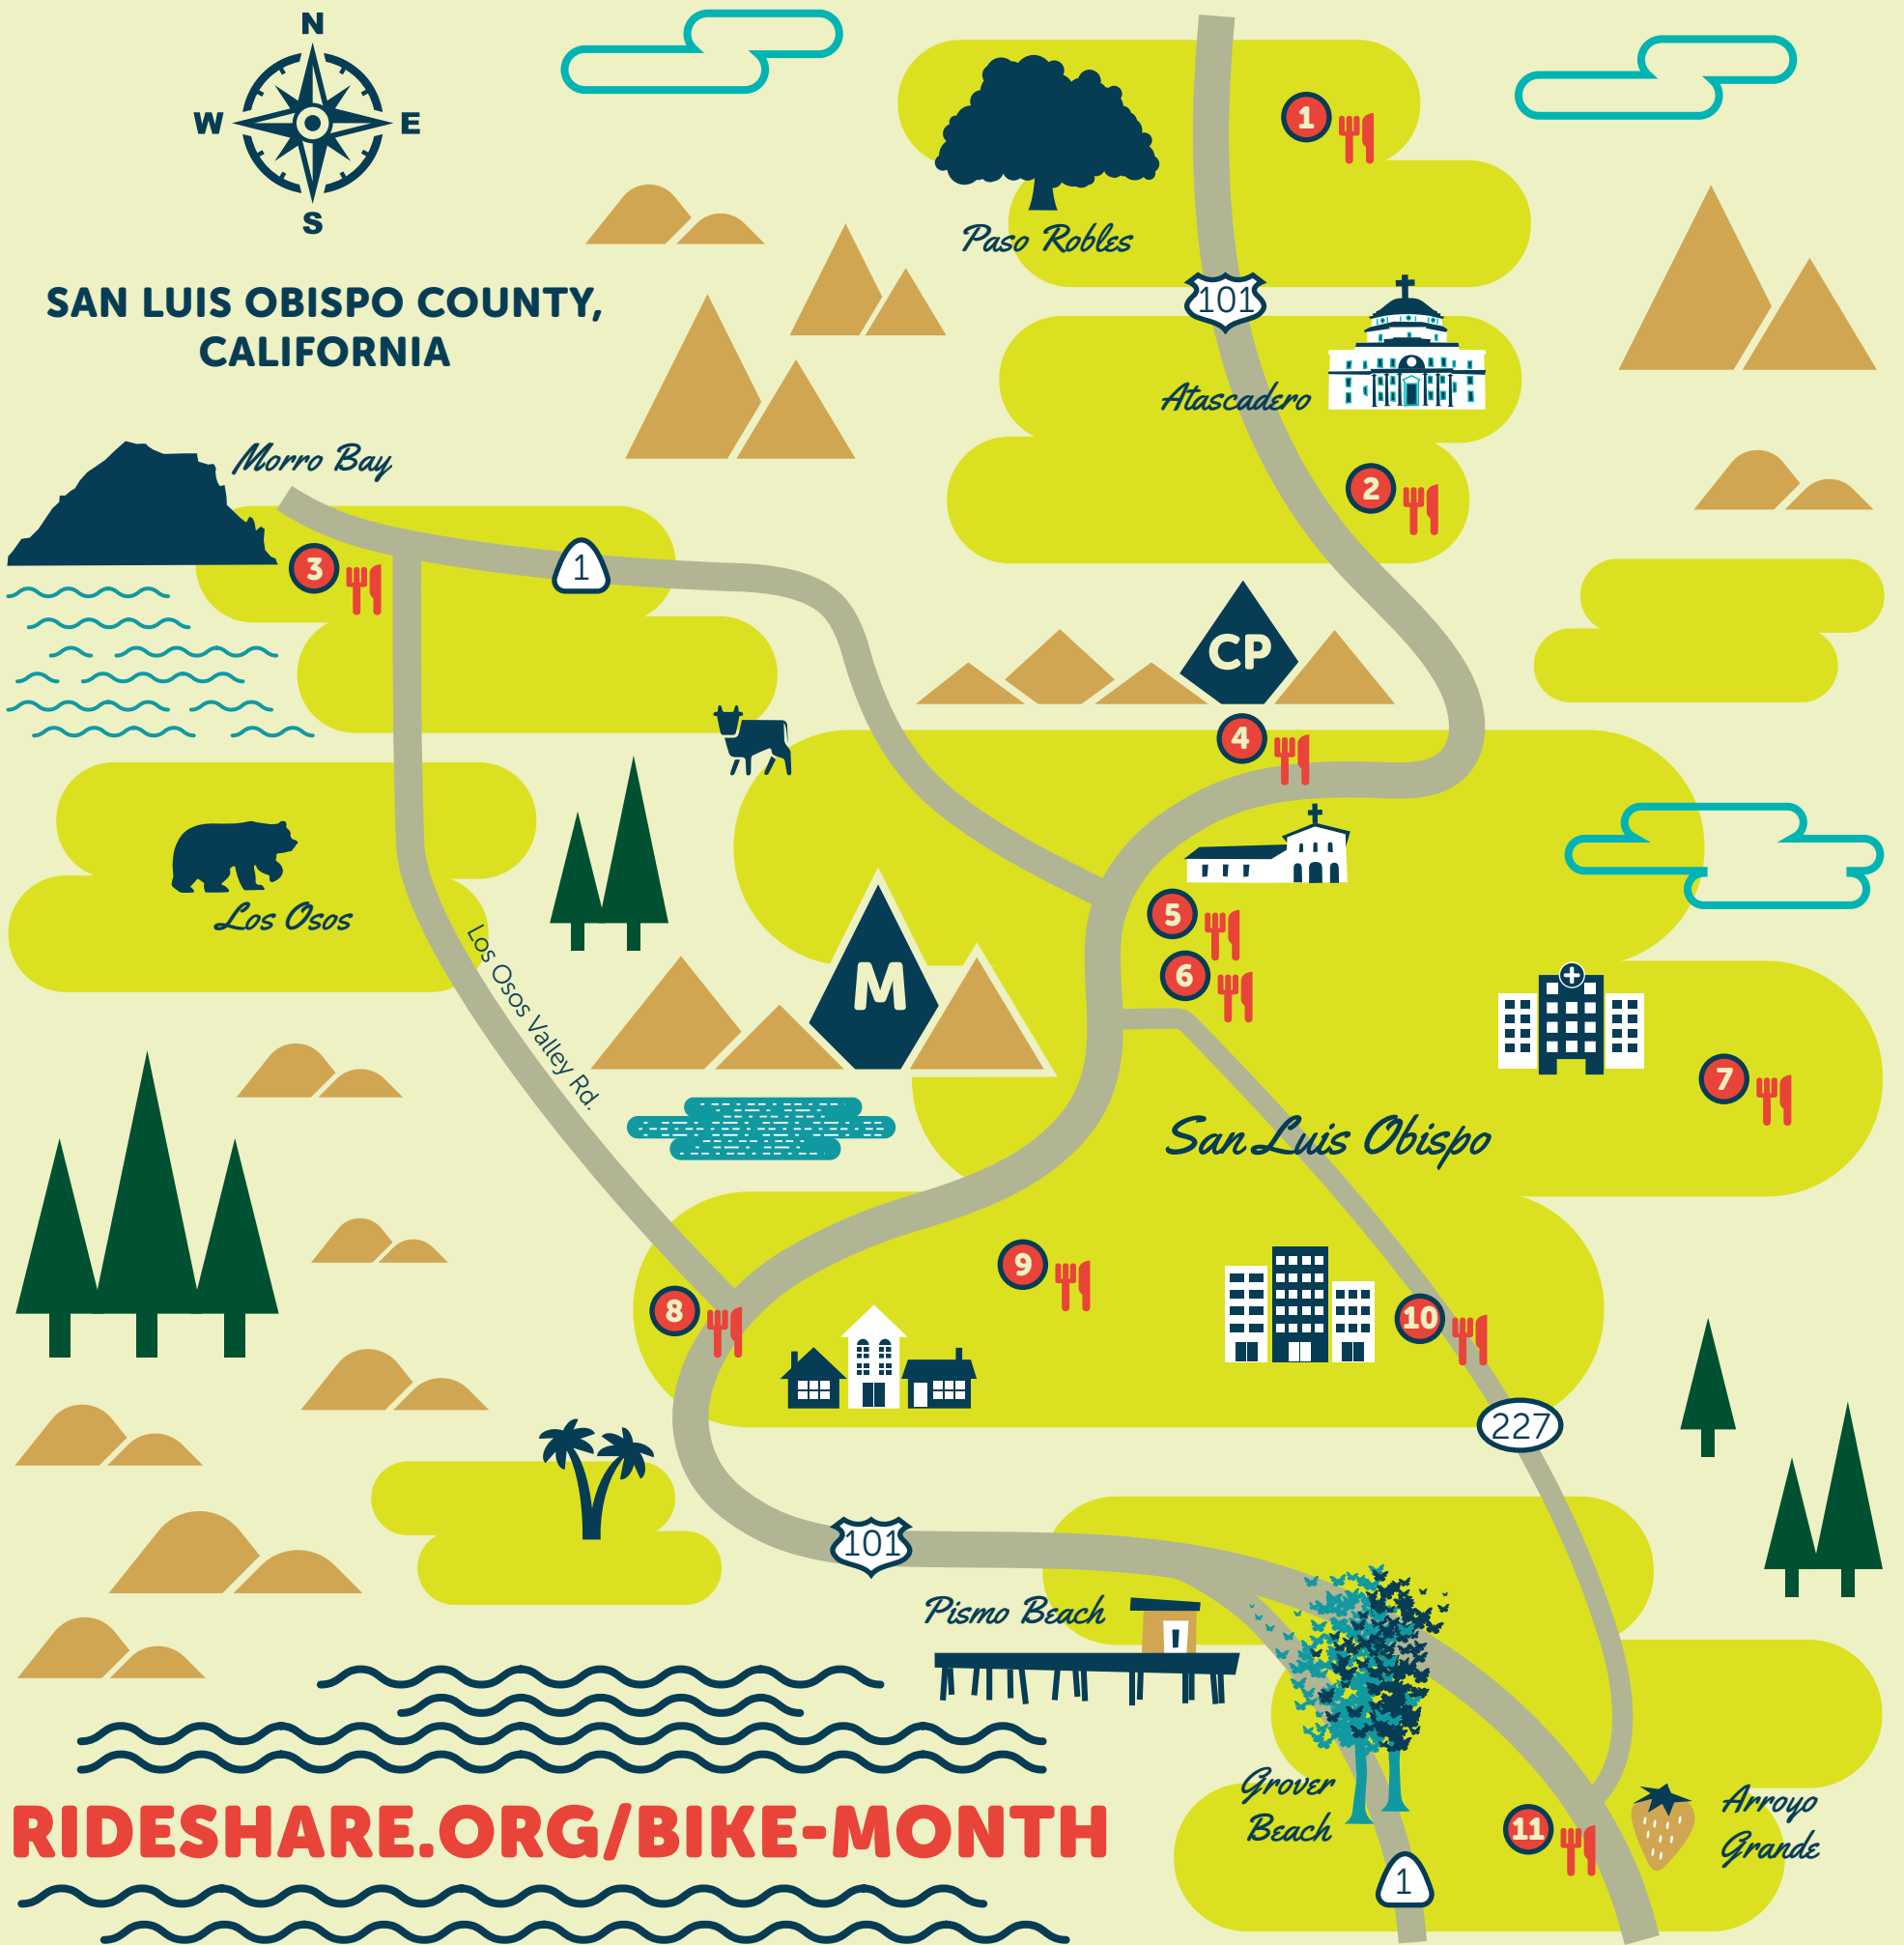 N
W
E
S
SAN LUIS OBISPO COUNTY,
CALIFORNIA
1
Paso Robles
101
Atascadero
Morro Bay
2
3
1
CP
4
Los Osos
5
6
M
Los Osos Valley Rd.
7
San Luis Obispo
9
8
10
227
101
Pismo Beach
Grover
Beach
11
Arroyo
Grande
RIDESHARE.ORG/BIKE-MONTH
1